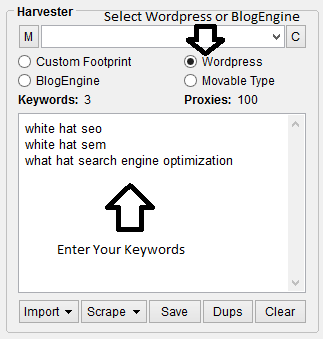 Harvester
Select Wordpress or BlogEngine
M C
Custom Footprint Wordpress
BlogEngine Movable Type
Keywords: 3 Proxies: 100
white hat seo
white hat sem
what hat search engine optimization
Enter Your Keywords
Import Scrape Save Dups Clear